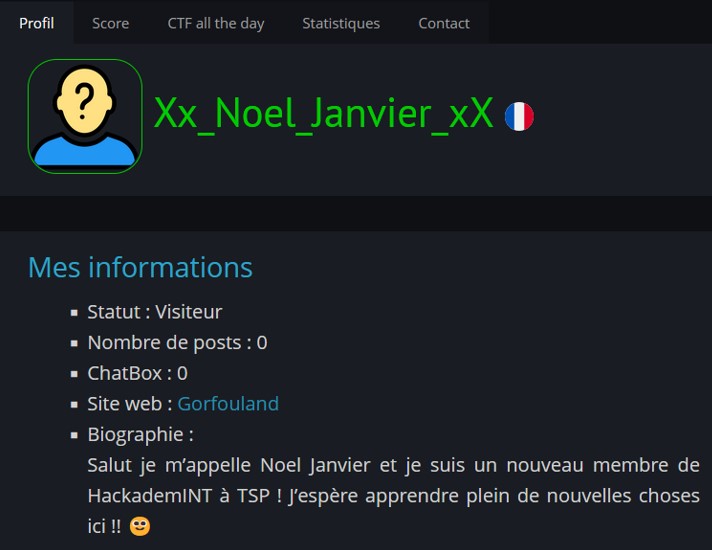 Profil Score CTF all the day Statistiques Contact
?
Xx_Noel_Janvier_xX
Mes informations
Statut : Visiteur
Nombre de posts : 0
ChatBox : 0
Site web : Gorfouland
Biographie :
Salut je m’appelle Noel Janvier et je suis un nouveau membre de
HackademINT à TSP ! J’espère apprendre plein de nouvelles choses
ici !! 🙂